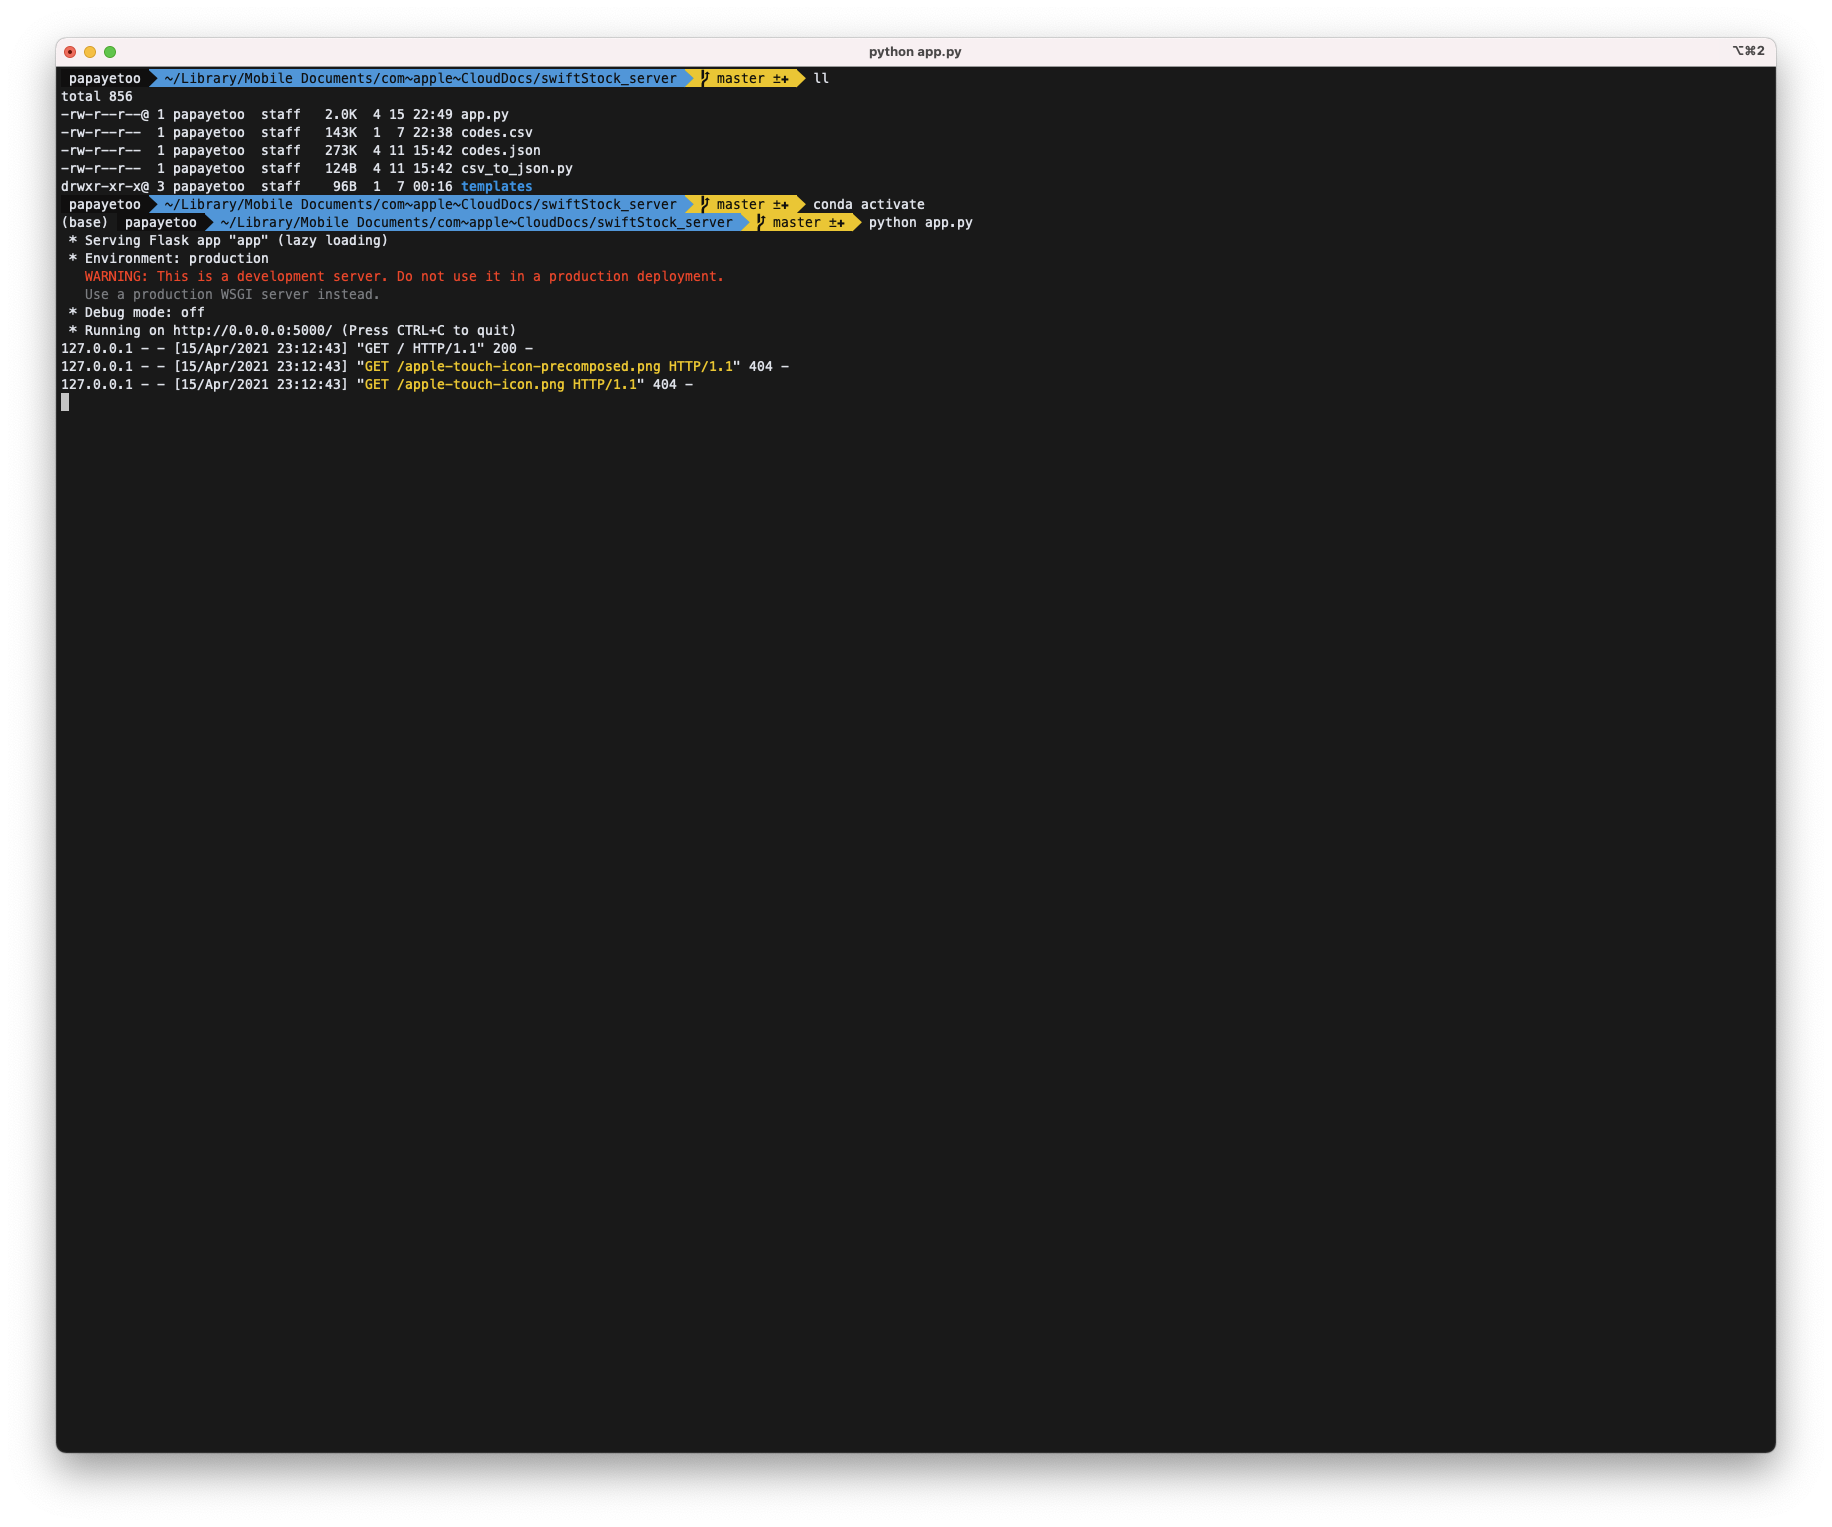 python app.py
⌥⌘2
papayetoo ~/Library/Mobile Documents/com~apple~CloudDocs/swiftStock_server master ±✚ ll
total 856
-rw-r--r--@ 1 papayetoo  staff   2.0K  4 15 22:49 app.py
-rw-r--r--  1 papayetoo  staff   143K  1  7 22:38 codes.csv
-rw-r--r--  1 papayetoo  staff   273K  4 11 15:42 codes.json
-rw-r--r--  1 papayetoo  staff   124B  4 11 15:42 csv_to_json.py
drwxr-xr-x@ 3 papayetoo  staff    96B  1  7 00:16 templates
papayetoo ~/Library/Mobile Documents/com~apple~CloudDocs/swiftStock_server master ±✚ conda activate
(base) papayetoo ~/Library/Mobile Documents/com~apple~CloudDocs/swiftStock_server master ±✚ python app.py
 * Serving Flask app "app" (lazy loading)
 * Environment: production
   WARNING: This is a development server. Do not use it in a production deployment.
   Use a production WSGI server instead.
 * Debug mode: off
 * Running on http://0.0.0.0:5000/ (Press CTRL+C to quit)
127.0.0.1 - - [15/Apr/2021 23:12:43] "GET / HTTP/1.1" 200 -
127.0.0.1 - - [15/Apr/2021 23:12:43] "GET /apple-touch-icon-precomposed.png HTTP/1.1" 404 -
127.0.0.1 - - [15/Apr/2021 23:12:43] "GET /apple-touch-icon.png HTTP/1.1" 404 -